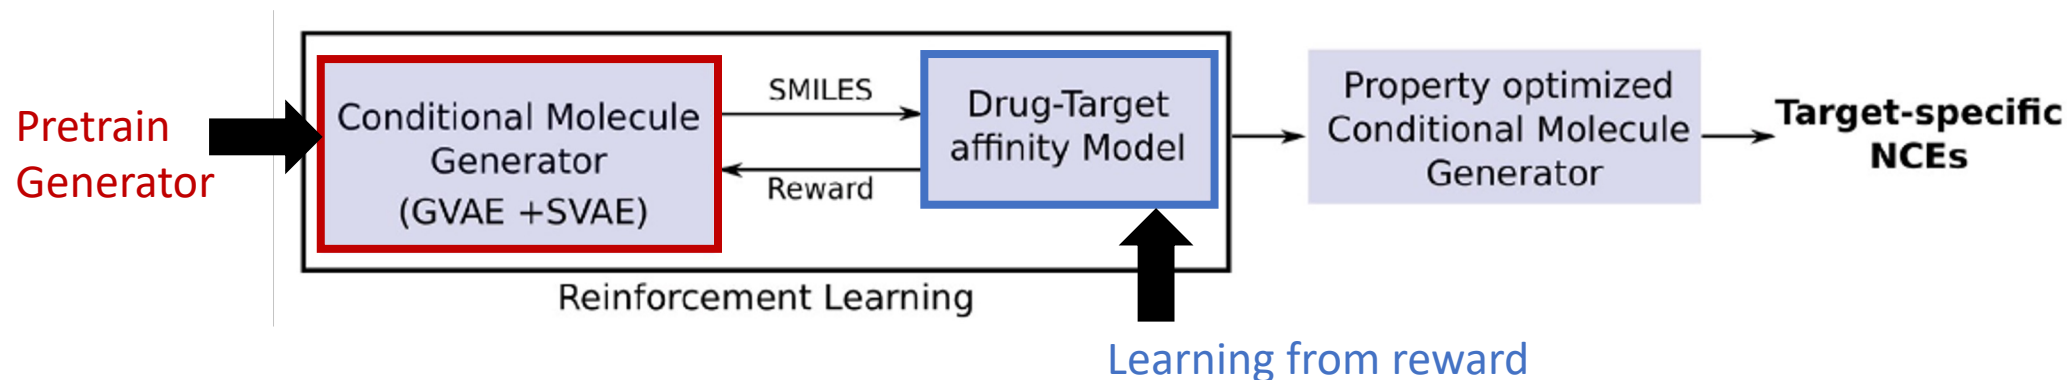 Pretrain
Generator
Conditional Molecule
Generator
(GVAE +SVAE)
SMILES
Reward
Drug-Target
affinity Model
Property optimized
Conditional Molecule
Generator
Target-specific
NCEs
Reinforcement Learning
Learning from reward